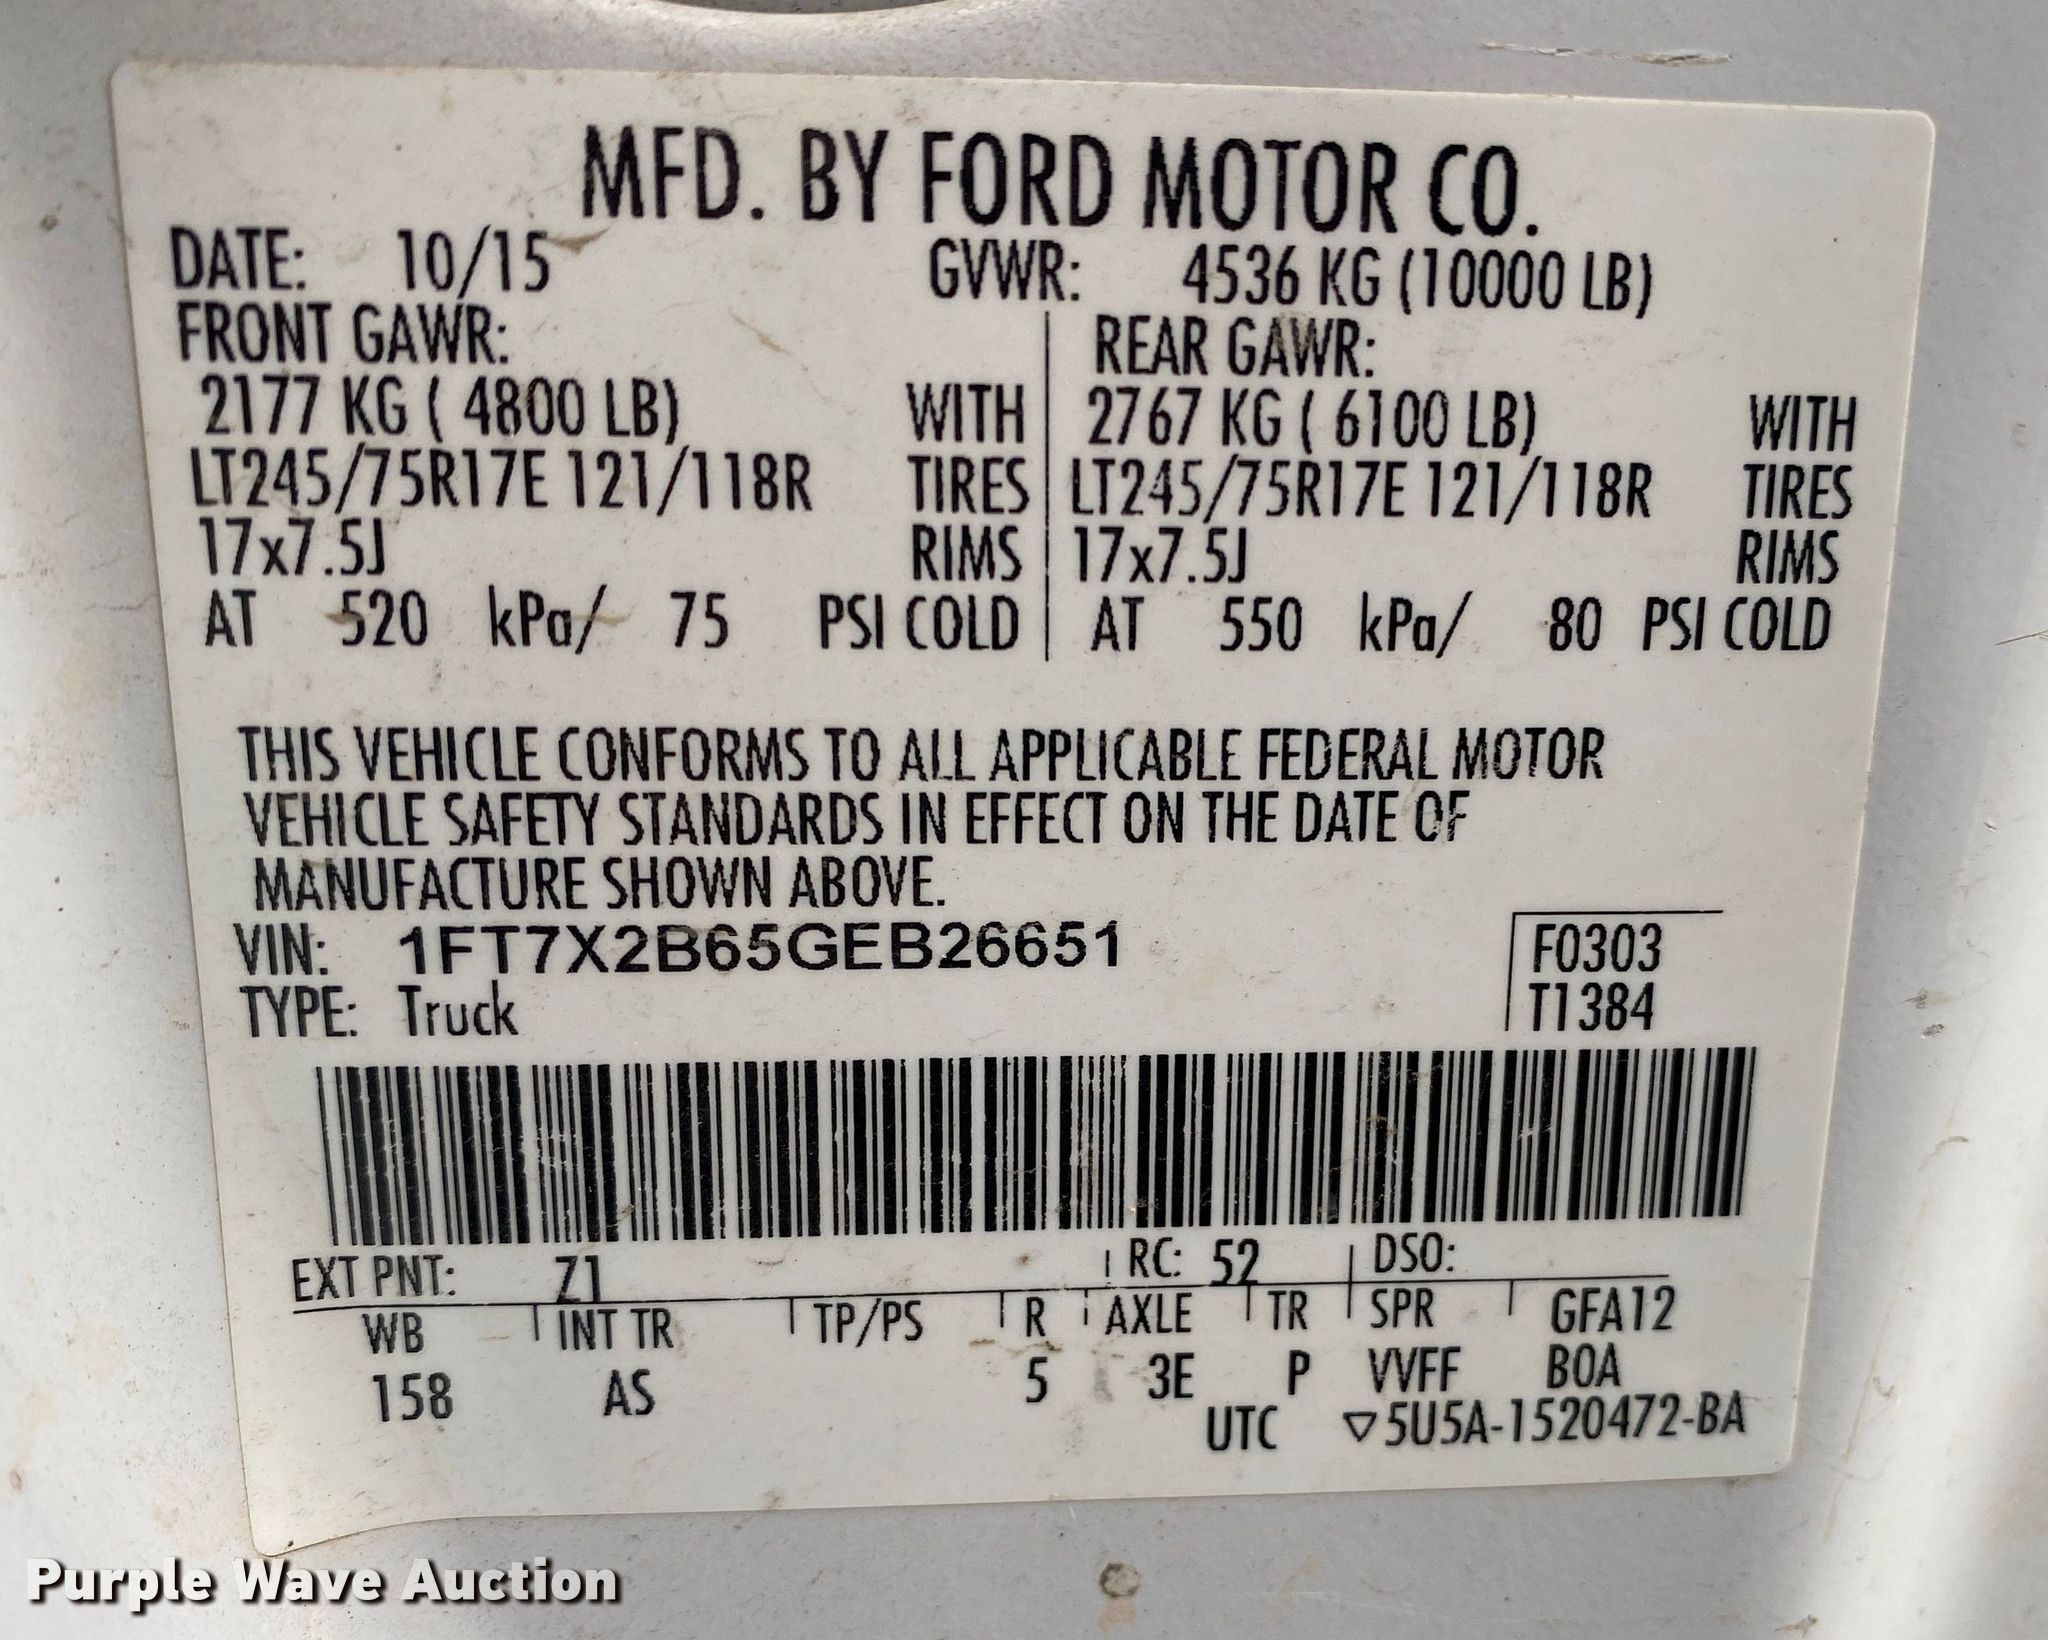 MFD. BY FORD MOTOR CO.
DATE: 10/15 GVWR: 4536 KG (10000 LB)
FRONT GAWR: REAR GAWR:
2177 KG ( 4800 LB) WITH 2767 KG ( 6100 LB) WITH
LT245/75R17E 121/118R TIRES LT245/75R17E 121/118R TIRES
17x7.5J RIMS 17x7.5J RIMS
AT 520 kPa/ 75 PSI COLD AT 550 kPa/ 80 PSI COLD
THIS VEHICLE CONFORMS TO ALL APPLICABLE FEDERAL MOTOR
VEHICLE SAFETY STANDARDS IN EFFECT ON THE DATE OF
MANUFACTURE SHOWN ABOVE.
VIN: 1FT7X2B65GEB26651 F0303
TYPE: Truck T1384
EXT PNT: Z1 RC: 52 DSO:
WB INT TR TP/PS R AXLE TR SPR GFA12
158 AS 5 3E P VVFF BOA
UTC ▽5U5A-1520472-BA
Purple Wave Auction